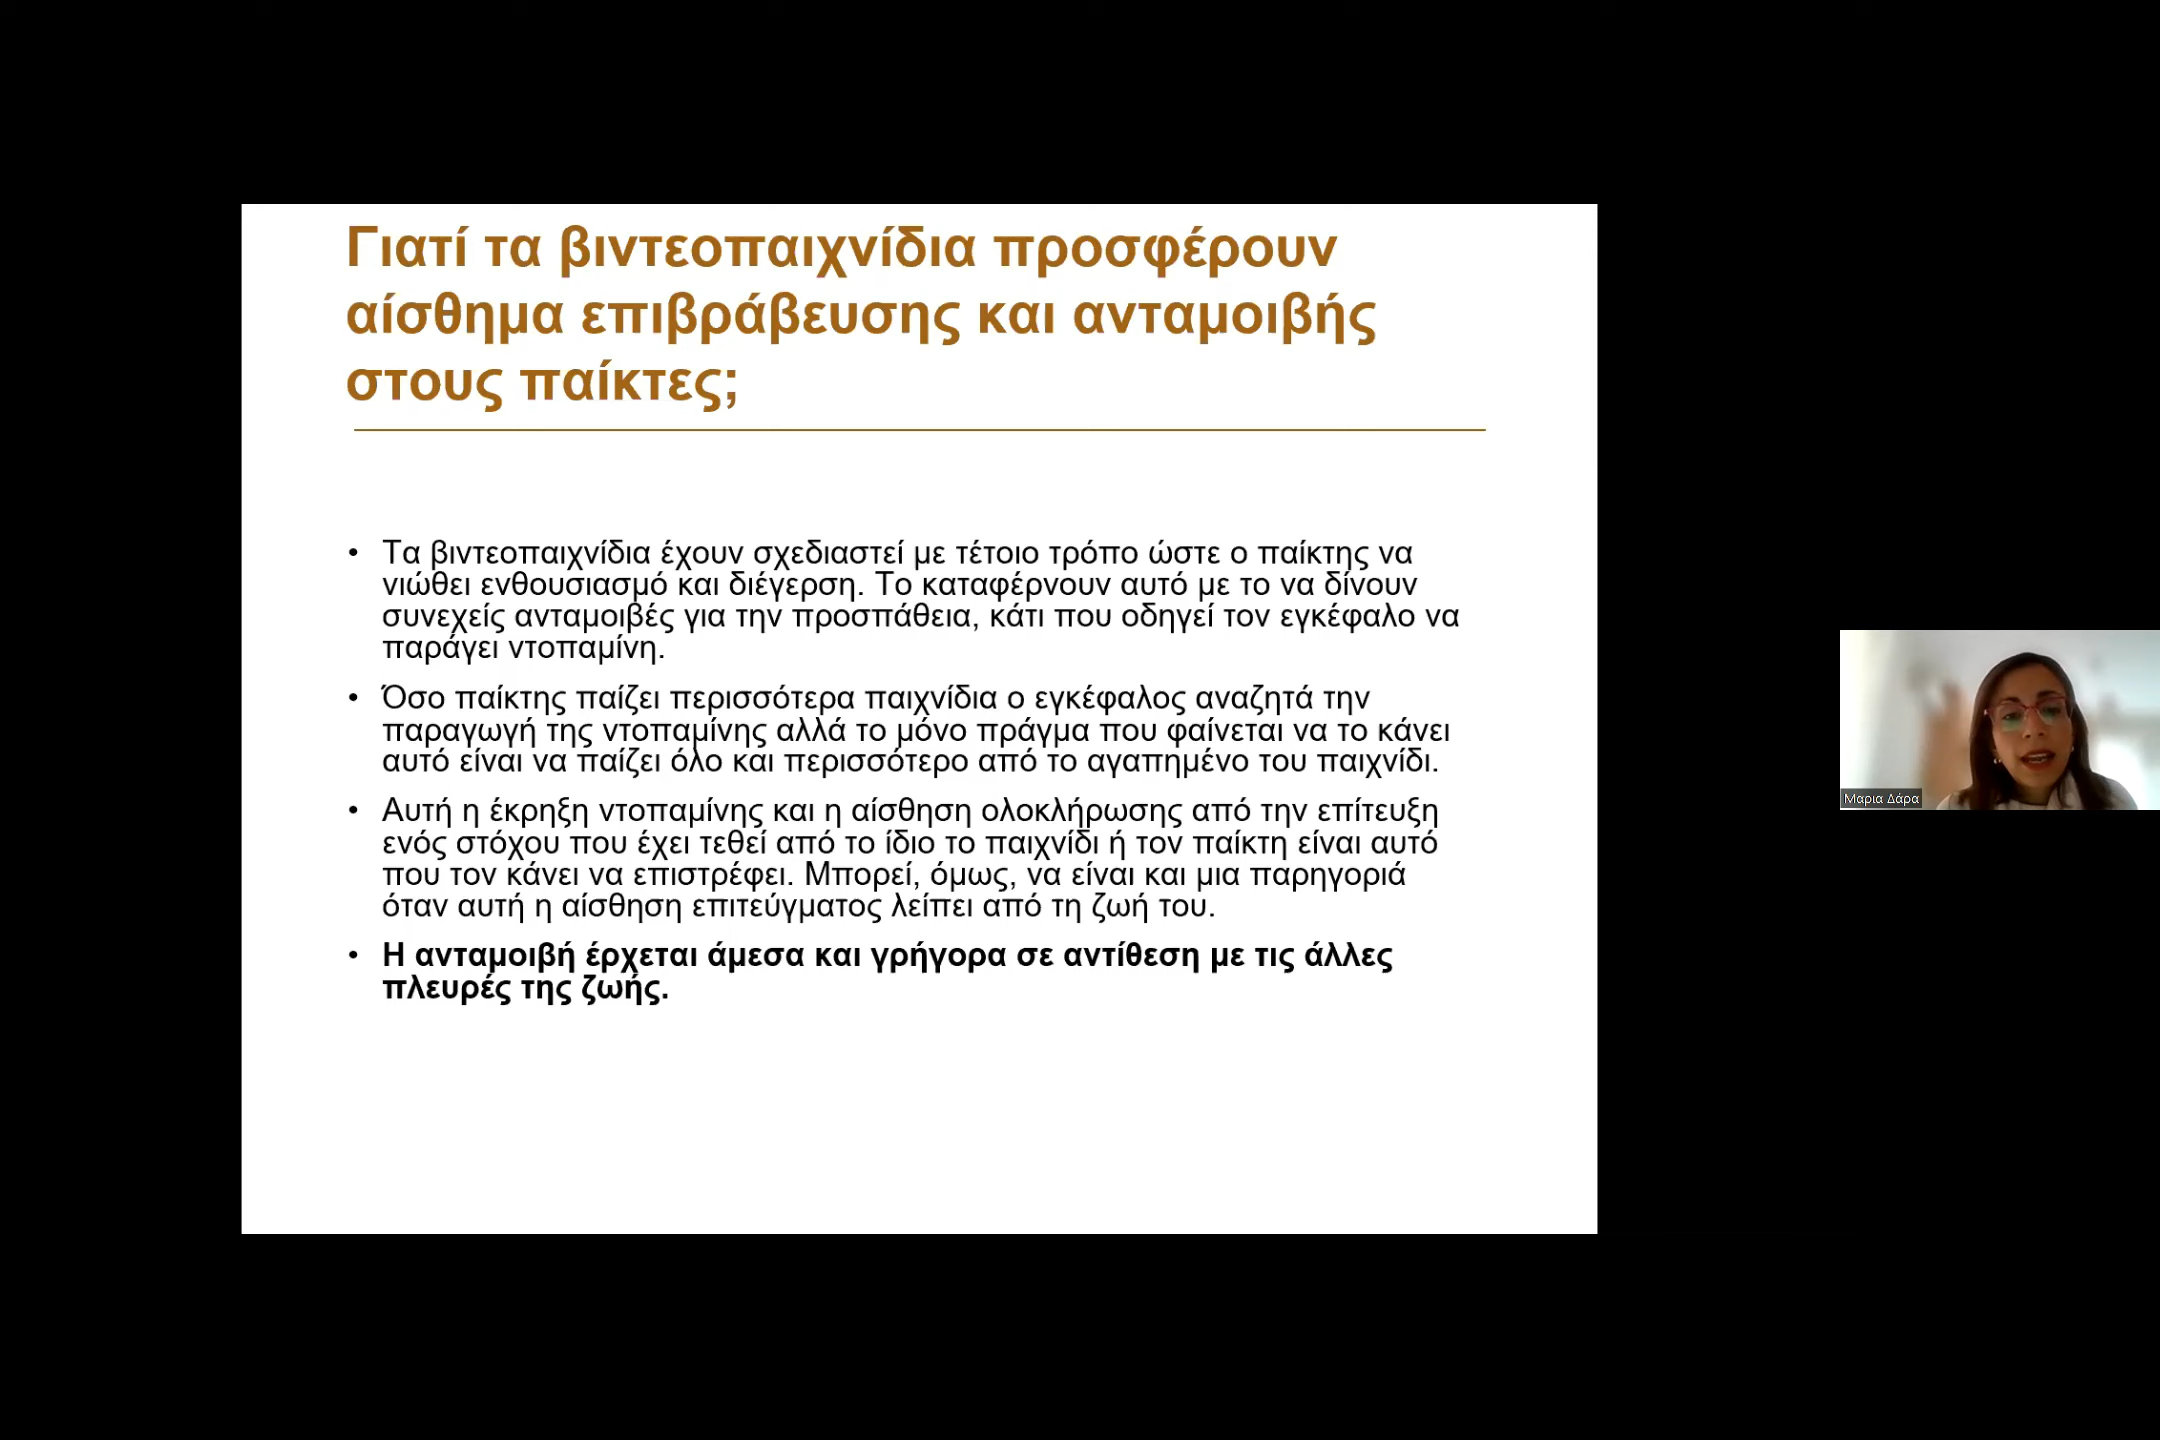 Γιατί τα βιντεοπαιχνίδια προσφέρουν
αίσθημα επιβράβευσης και ανταμοιβής
στους παίκτες;
• Τα βιντεοπαιχνίδια έχουν σχεδιαστεί με τέτοιο τρόπο ώστε ο παίκτης να
νιώθει ενθουσιασμό και διέγερση. Το καταφέρνουν αυτό με το να δίνουν
συνεχείς ανταμοιβές για την προσπάθεια, κάτι που οδηγεί τον εγκέφαλο να
παράγει ντοπαμίνη.
• Όσο παίκτης παίζει περισσότερα παιχνίδια ο εγκέφαλος αναζητά την
παραγωγή της ντοπαμίνης αλλά το μόνο πράγμα που φαίνεται να το κάνει
αυτό είναι να παίζει όλο και περισσότερο από το αγαπημένο του παιχνίδι.
• Αυτή η έκρηξη ντοπαμίνης και η αίσθηση ολοκλήρωσης από την επίτευξη
ενός στόχου που έχει τεθεί από το ίδιο το παιχνίδι ή τον παίκτη είναι αυτό
που τον κάνει να επιστρέφει. Μπορεί, όμως, να είναι και μια παρηγοριά
όταν αυτή η αίσθηση επιτεύγματος λείπει από τη ζωή του.
• Η ανταμοιβή έρχεται άμεσα και γρήγορα σε αντίθεση με τις άλλες
πλευρές της ζωής.
Μαρια Δάρα